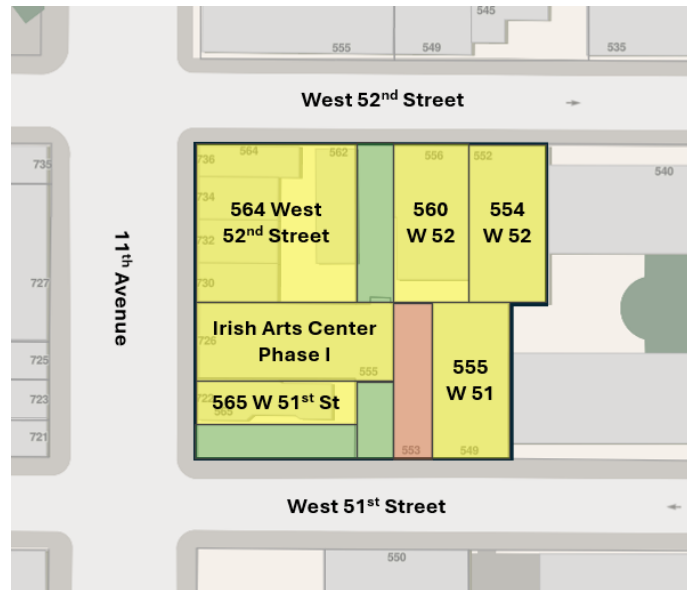 545
555
549
535
West 52nd Street
→
735
736
564
562
556
552
540
734
564 West
52nd Street
560
W 52
554
W 52
732
11th Avenue
727
730
Irish Arts Center
Phase I
726
555
555
W 51
725
723
565 W 51st St
565
721
553
549
West 51st Street
←
550